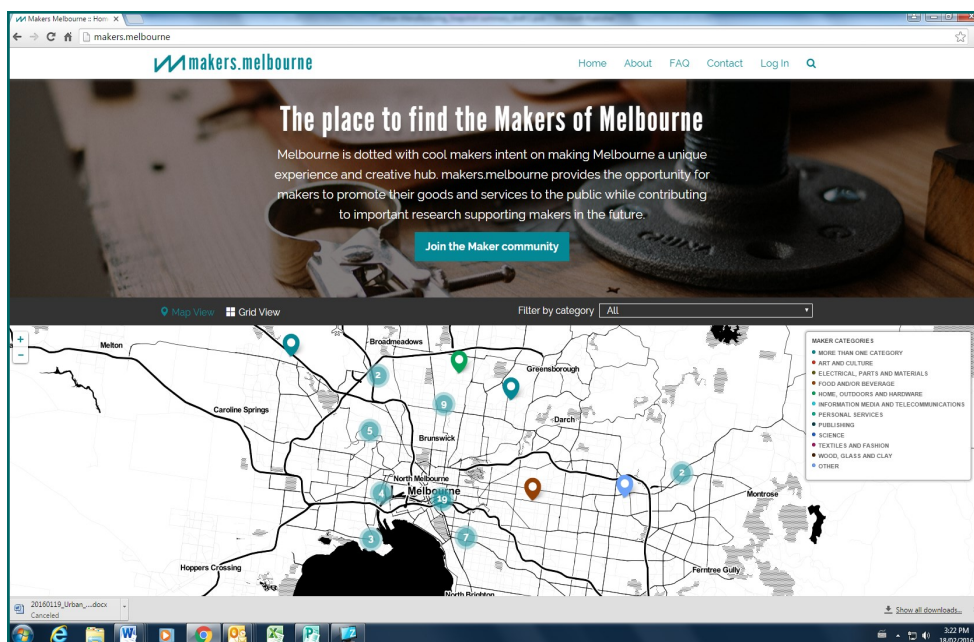 Makers Melbourne :: Hom
makers.melbourne
makers.melbourne
Home About FAQ Contact Log In
The place to find the Makers of Melbourne
Melbourne is dotted with cool makers intent on making Melbourne a unique
experience and creative hub. makers.melbourne provides the opportunity for
makers to promote their goods and services to the public while contributing
to important research supporting makers in the future.
Join the Maker community
Map View Grid View Filter by category All
+
−
Melton
Broadmeadows
2
Greensborough
Caroline Springs
9
Darch
5
Brunswick
North Melbourne
2
4
Melbourne
19
Montrose
3
7
Hoppers Crossing
Ferntree Gully
North Brighton
MAKER CATEGORIES
MORE THAN ONE CATEGORY
ART AND CULTURE
ELECTRICAL, PARTS AND MATERIALS
FOOD AND/OR BEVERAGE
HOME, OUTDOORS AND HARDWARE
INFORMATION MEDIA AND TELECOMMUNICATIONS
PERSONAL SERVICES
PUBLISHING
SCIENCE
TEXTILES AND FASHION
WOOD, GLASS AND CLAY
OTHER
20160119_Urban_....docx
Canceled
Show all downloads...
3:22 PM
18/02/2016